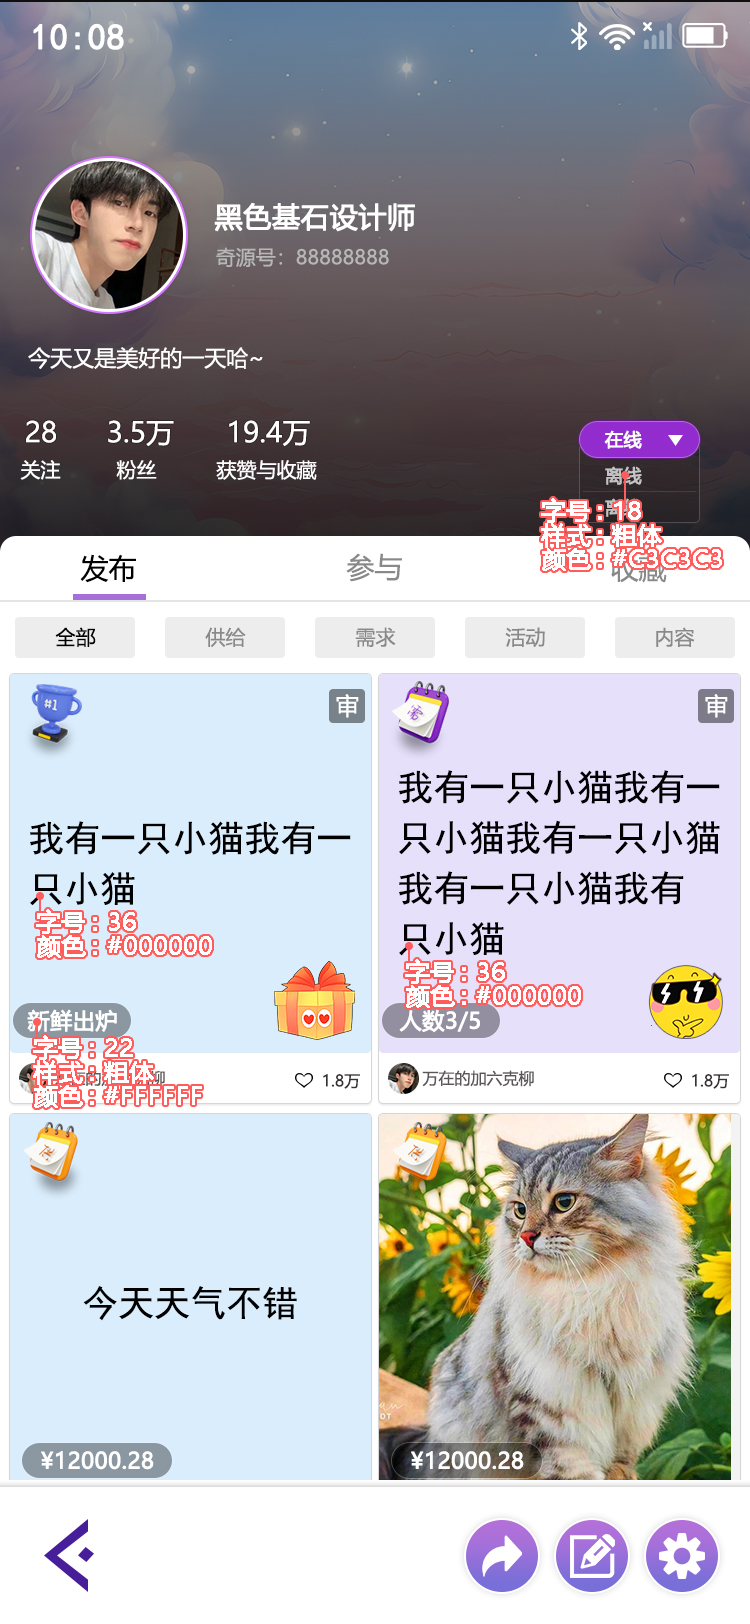 10:08
黑色基石设计师
奇源号：88888888
今天又是美好的一天哈~
28
3.5万
19.4万
关注
粉丝
获赞与收藏
在线
离线
字号：18
样式：粗体
颜色：#C3C3C3
发布
参与
收藏
全部
供给
需求
活动
内容
#1
审
我有一只小猫我有一
只小猫
字号：36
颜色：#000000
新鲜出炉
字号：22
样式：粗体
颜色：#FFFFFF
1.8万
需
审
我有一只小猫我有一
只小猫我有一只小猫
我有一只小猫我有
只小猫
字号：36
颜色：#000000
人数3/5
万在的加六克柳
1.8万
今天天气不错
¥12000.28
¥12000.28